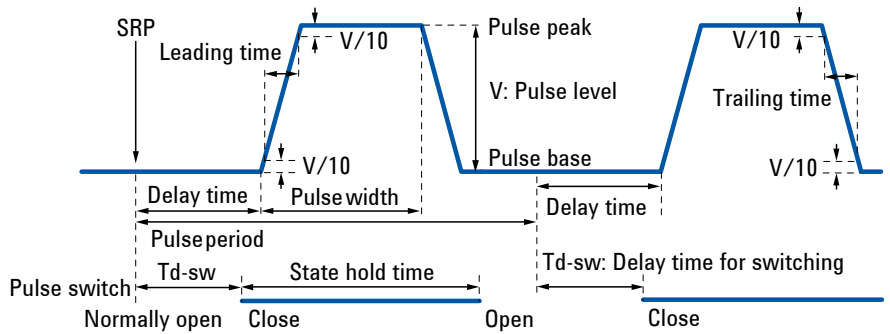 SRP
Leading time
V/10
Pulse peak
V/10
V: Pulse level
Trailing time
V/10
Pulse base
V/10
Delay time
Pulse width
Delay time
Pulse period
Td-sw
State hold time
Td-sw: Delay time for switching
Pulse switch
Normally open
Close
Open
Close